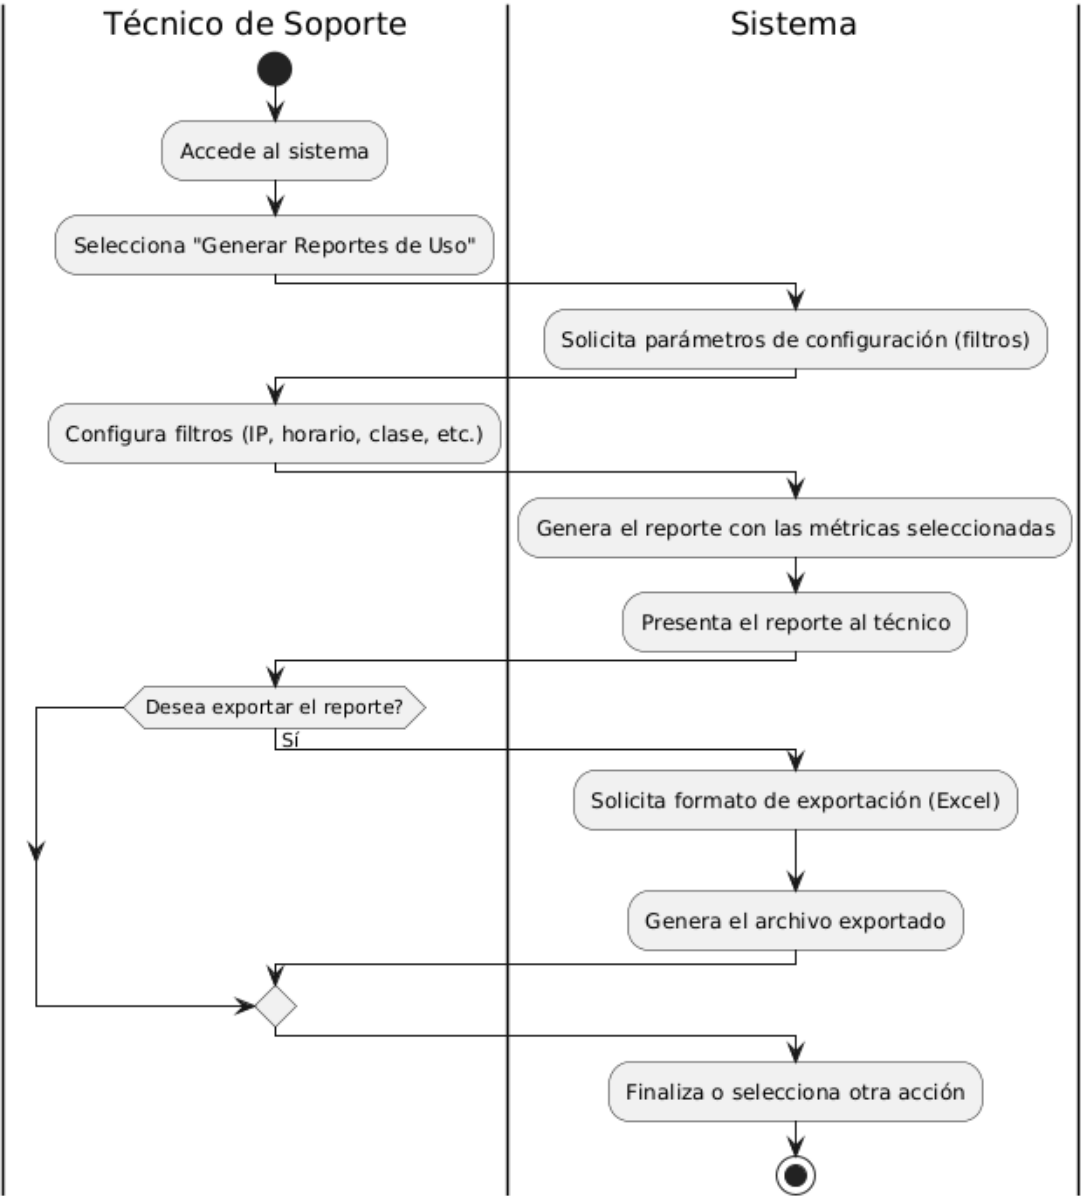 Técnico de Soporte
Sistema
Accede al sistema
Selecciona "Generar Reportes de Uso"
Solicita parámetros de configuración (filtros)
Configura filtros (IP, horario, clase, etc.)
Genera el reporte con las métricas seleccionadas
Presenta el reporte al técnico
Desea exportar el reporte?
Sí
Solicita formato de exportación (Excel)
Genera el archivo exportado
Finaliza o selecciona otra acción